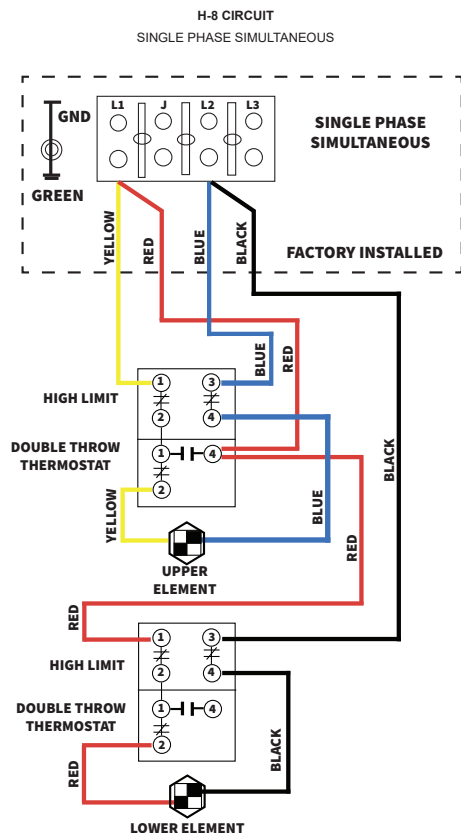 H-8 CIRCUIT
SINGLE PHASE SIMULTANEOUS
L1 J L2 L3
GND
SINGLE PHASE
SIMULTANEOUS
GREEN
YELLOW
RED
BLUE
BLACK
FACTORY INSTALLED
BLUE
RED
1 3
HIGH LIMIT
2 4
DOUBLE THROW
THERMOSTAT
1 4
2
BLACK
YELLOW
BLUE
RED
UPPER
ELEMENT
RED
1 3
HIGH LIMIT
2 4
DOUBLE THROW
THERMOSTAT
1 4
2
RED
BLACK
LOWER ELEMENT